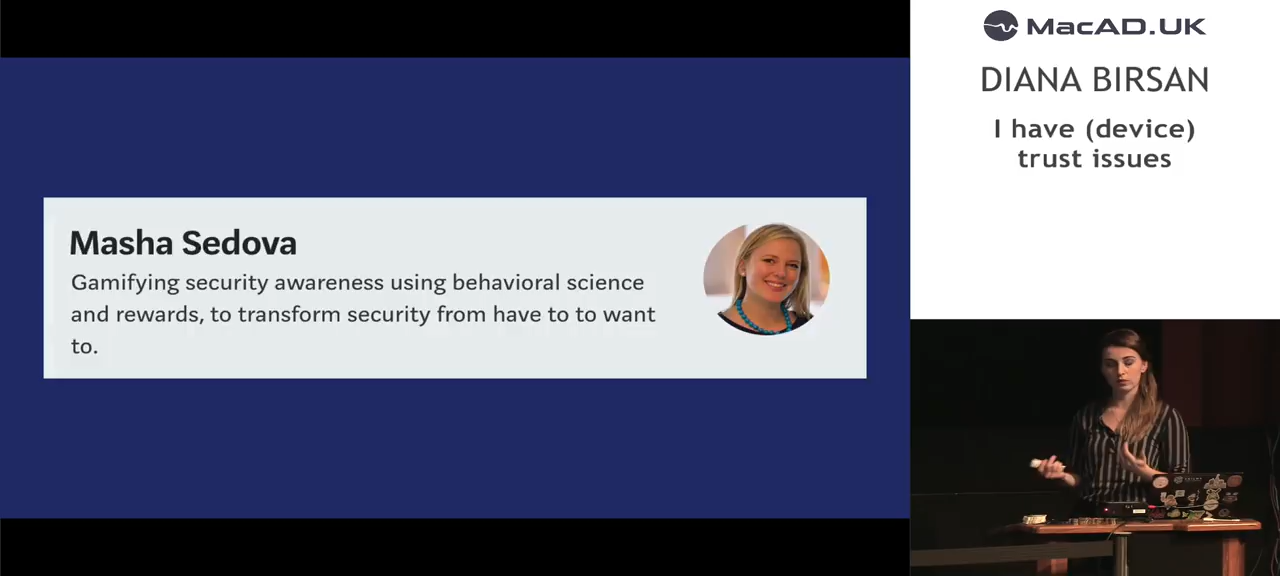 Masha Sedova
Gamifying security awareness using behavioral science
and rewards, to transform security from have to to want
to.
MacAD.UK
DIANA BIRSAN
I have (device)
trust issues